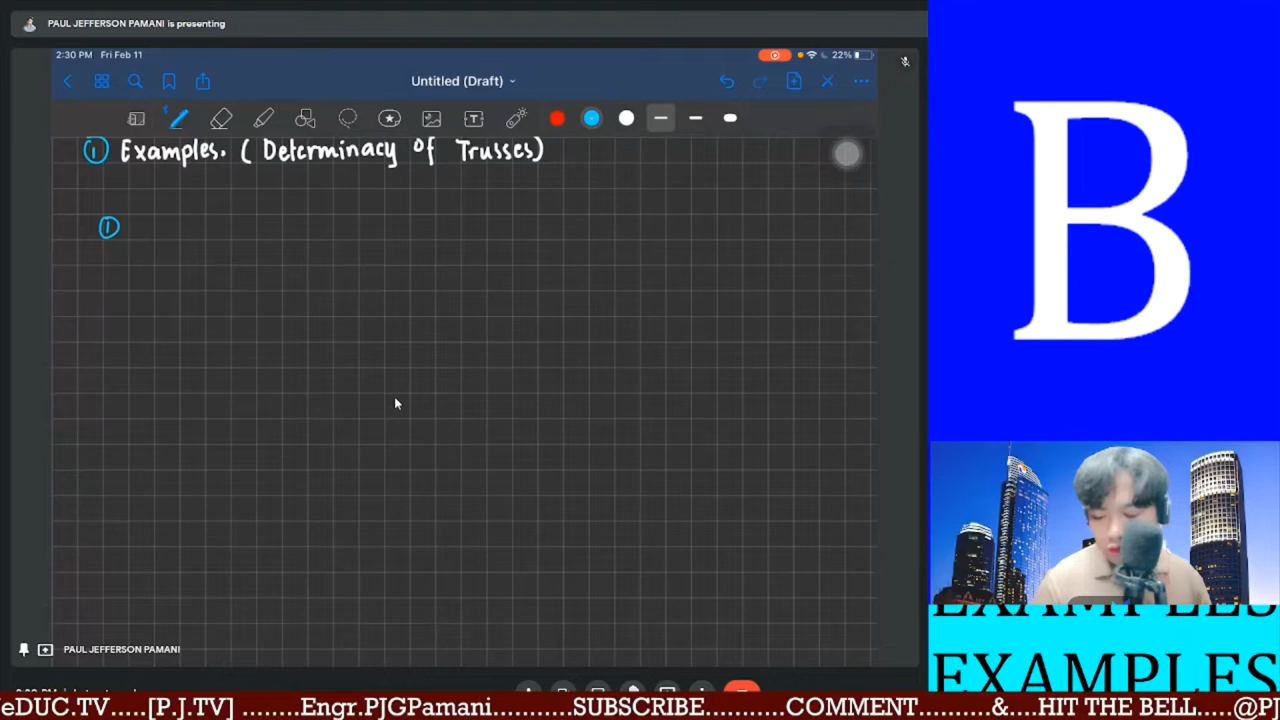 PAUL JEFFERSON PAMANI is presenting
2:30 PM Fri Feb 11
22%
Untitled (Draft)
T
1 Examples. ( Determinacy of Trusses)
1
B
PAUL JEFFERSON PAMANI
EXAMPLES
EXAMPLES
eDUC.TV.....[P.J.TV] ........Engr.PJGPamani..........SUBSCRIBE..........COMMENT.........&....HIT THE BELL.....@P